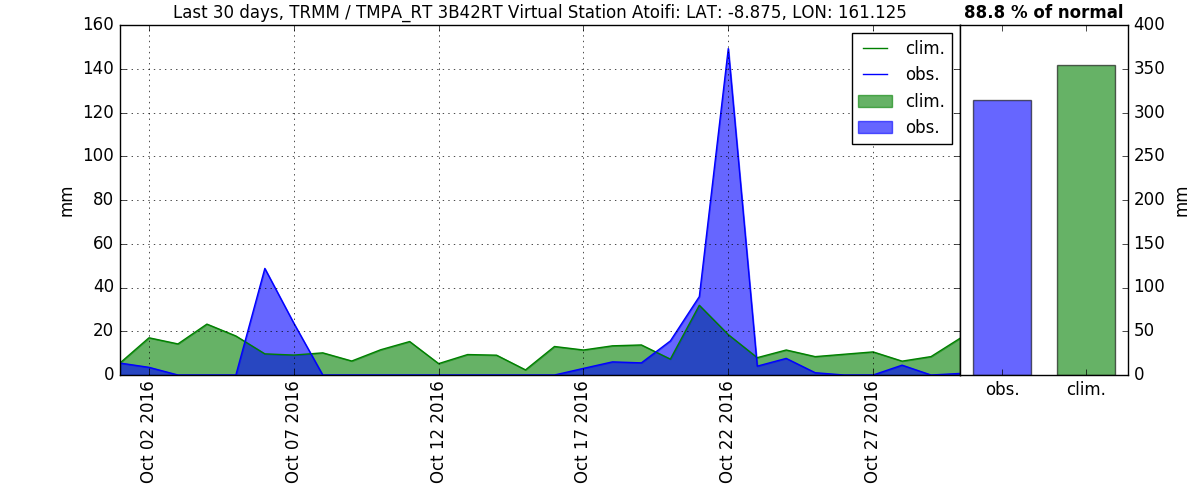 Last 30 days, TRMM / TMPA_RT 3B42RT Virtual Station Atoifi: LAT: -8.875, LON: 161.125
88.8 % of normal
160
140
120
100
80
60
40
20
0
mm
clim.
obs.
clim.
obs.
Oct 02 2016
Oct 07 2016
Oct 12 2016
Oct 17 2016
Oct 22 2016
Oct 27 2016
400
350
300
250
200
150
100
50
0
mm
obs.
clim.